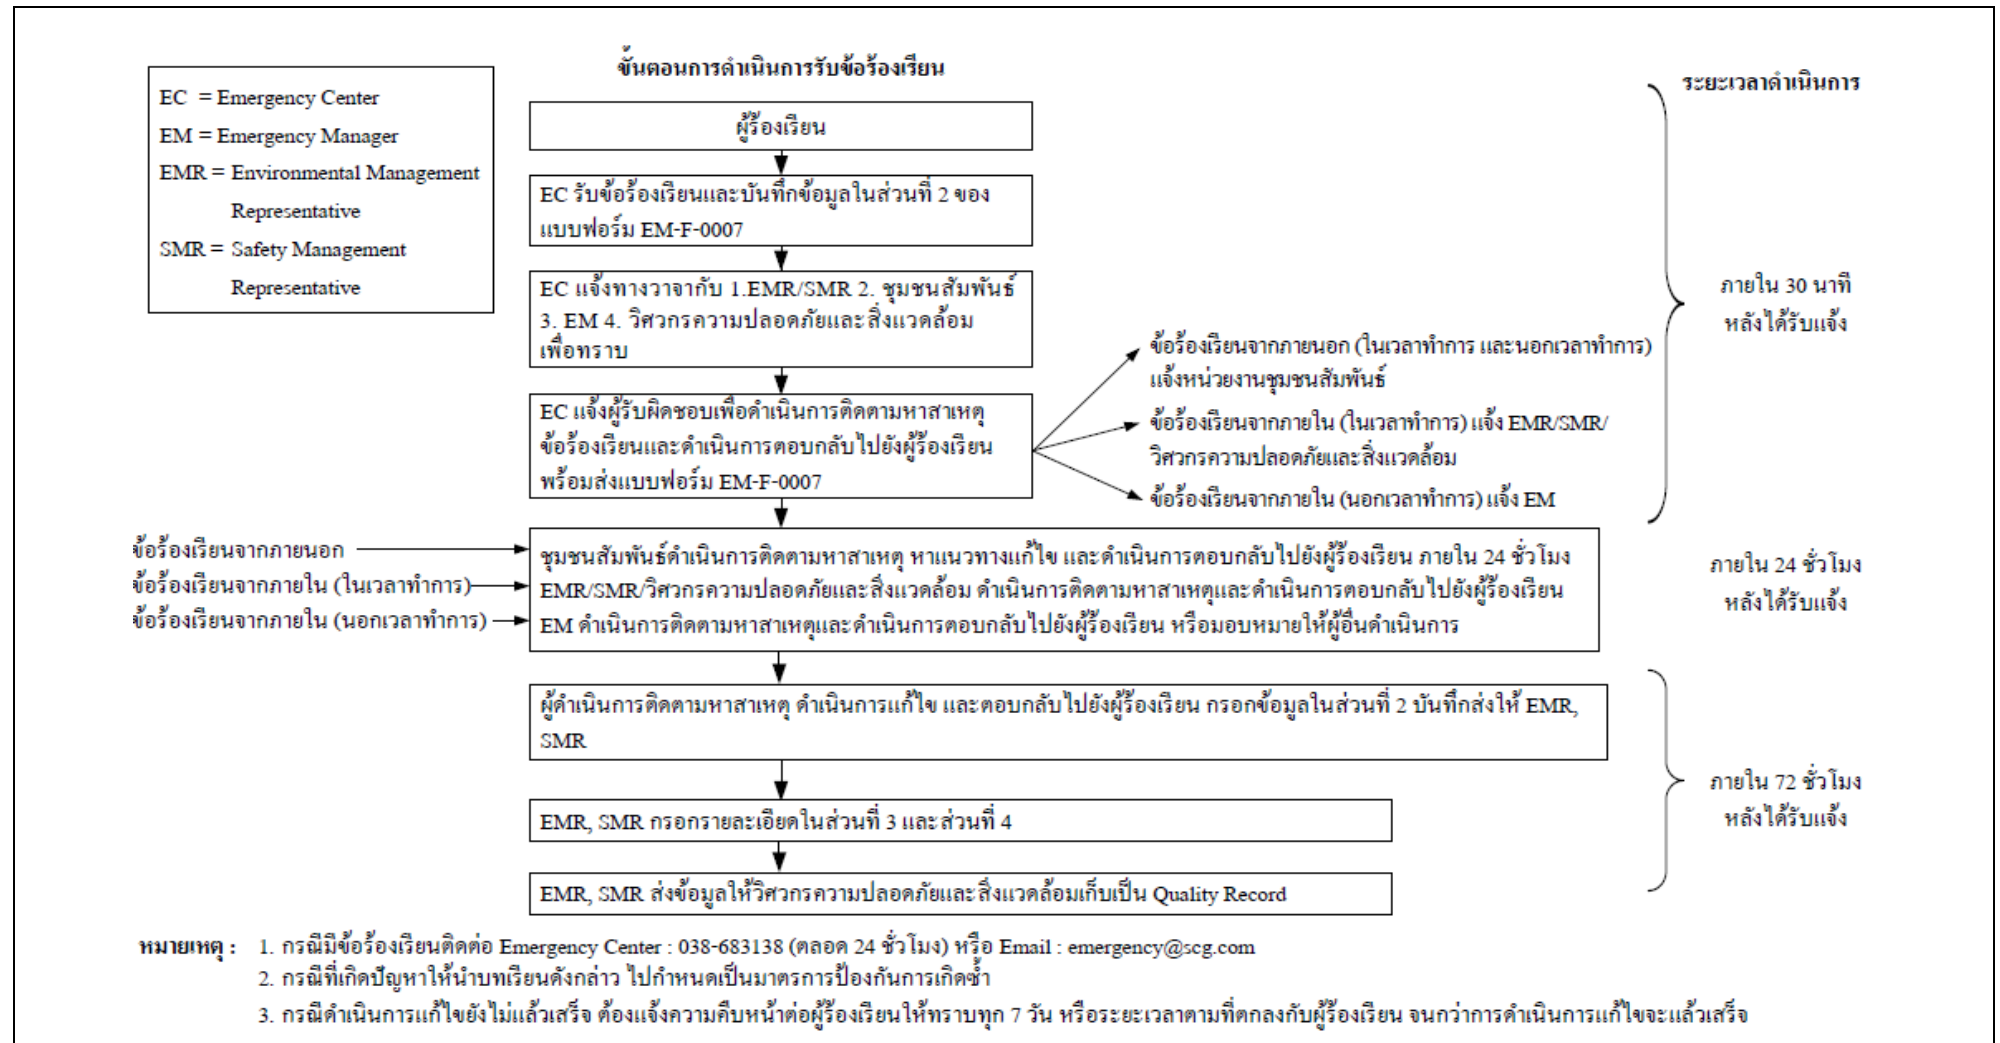 EC = Emergency Center
EM = Emergency Manager
EMR = Environmental Management
Representative
SMR = Safety Management
Representative
ขั้นตอนการดำเนินการรับข้อร้องเรียน
ระยะเวลาดำเนินการ
ผู้ร้องเรียน
EC รับข้อร้องเรียนและบันทึกข้อมูลในส่วนที่ 2 ของ
แบบฟอร์ม EM-F-0007
EC แจ้งทางวาจากับ 1.EMR/SMR 2. ชุมชนสัมพันธ์
3. EM 4. วิศวกรความปลอดภัยและสิ่งแวดล้อม
เพื่อทราบ
EC แจ้งผู้รับผิดชอบเพื่อดำเนินการติดตามหาสาเหตุ
ข้อร้องเรียนและดำเนินการตอบกลับไปยังผู้ร้องเรียน
พร้อมส่งแบบฟอร์ม EM-F-0007
ข้อร้องเรียนจากภายนอก (ในเวลาทำการ และนอกเวลาทำการ)
แจ้งหน่วยงานชุมชนสัมพันธ์
ข้อร้องเรียนจากภายใน (ในเวลาทำการ) แจ้ง EMR/SMR/
วิศวกรความปลอดภัยและสิ่งแวดล้อม
ข้อร้องเรียนจากภายใน (นอกเวลาทำการ) แจ้ง EM
ภายใน 30 นาที
หลังได้รับแจ้ง
ข้อร้องเรียนจากภายนอก
ข้อร้องเรียนจากภายใน (ในเวลาทำการ)
ข้อร้องเรียนจากภายใน (นอกเวลาทำการ)
ชุมชนสัมพันธ์ดำเนินการติดตามหาสาเหตุ หาแนวทางแก้ไข และดำเนินการตอบกลับไปยังผู้ร้องเรียน ภายใน 24 ชั่วโมง
EMR/SMR/วิศวกรความปลอดภัยและสิ่งแวดล้อม ดำเนินการติดตามหาสาเหตุและดำเนินการตอบกลับไปยังผู้ร้องเรียน
EM ดำเนินการติดตามหาสาเหตุและดำเนินการตอบกลับไปยังผู้ร้องเรียน หรือมอบหมายให้ผู้อื่นดำเนินการ
ภายใน 24 ชั่วโมง
หลังได้รับแจ้ง
ผู้ดำเนินการติดตามหาสาเหตุ ดำเนินการแก้ไข และตอบกลับไปยังผู้ร้องเรียน กรอกข้อมูลในส่วนที่ 2 บันทึกส่งให้ EMR,
SMR
EMR, SMR กรอกรายละเอียดในส่วนที่ 3 และส่วนที่ 4
EMR, SMR ส่งข้อมูลให้วิศวกรความปลอดภัยและสิ่งแวดล้อมเก็บเป็น Quality Record
ภายใน 72 ชั่วโมง
หลังได้รับแจ้ง
หมายเหตุ : 1. กรณีมีข้อร้องเรียนติดต่อ Emergency Center : 038-683138 (ตลอด 24 ชั่วโมง) หรือ Email : emergency@scg.com
2. กรณีที่เกิดปัญหาให้นำบทเรียนดังกล่าว ไปกำหนดเป็นมาตรการป้องกันการเกิดซ้ำ
3. กรณีดำเนินการแก้ไขยังไม่แล้วเสร็จ ต้องแจ้งความคืบหน้าต่อผู้ร้องเรียนให้ทราบทุก 7 วัน หรือระยะเวลาตามที่ตกลงกับผู้ร้องเรียน จนกว่าการดำเนินการแก้ไขจะแล้วเสร็จ